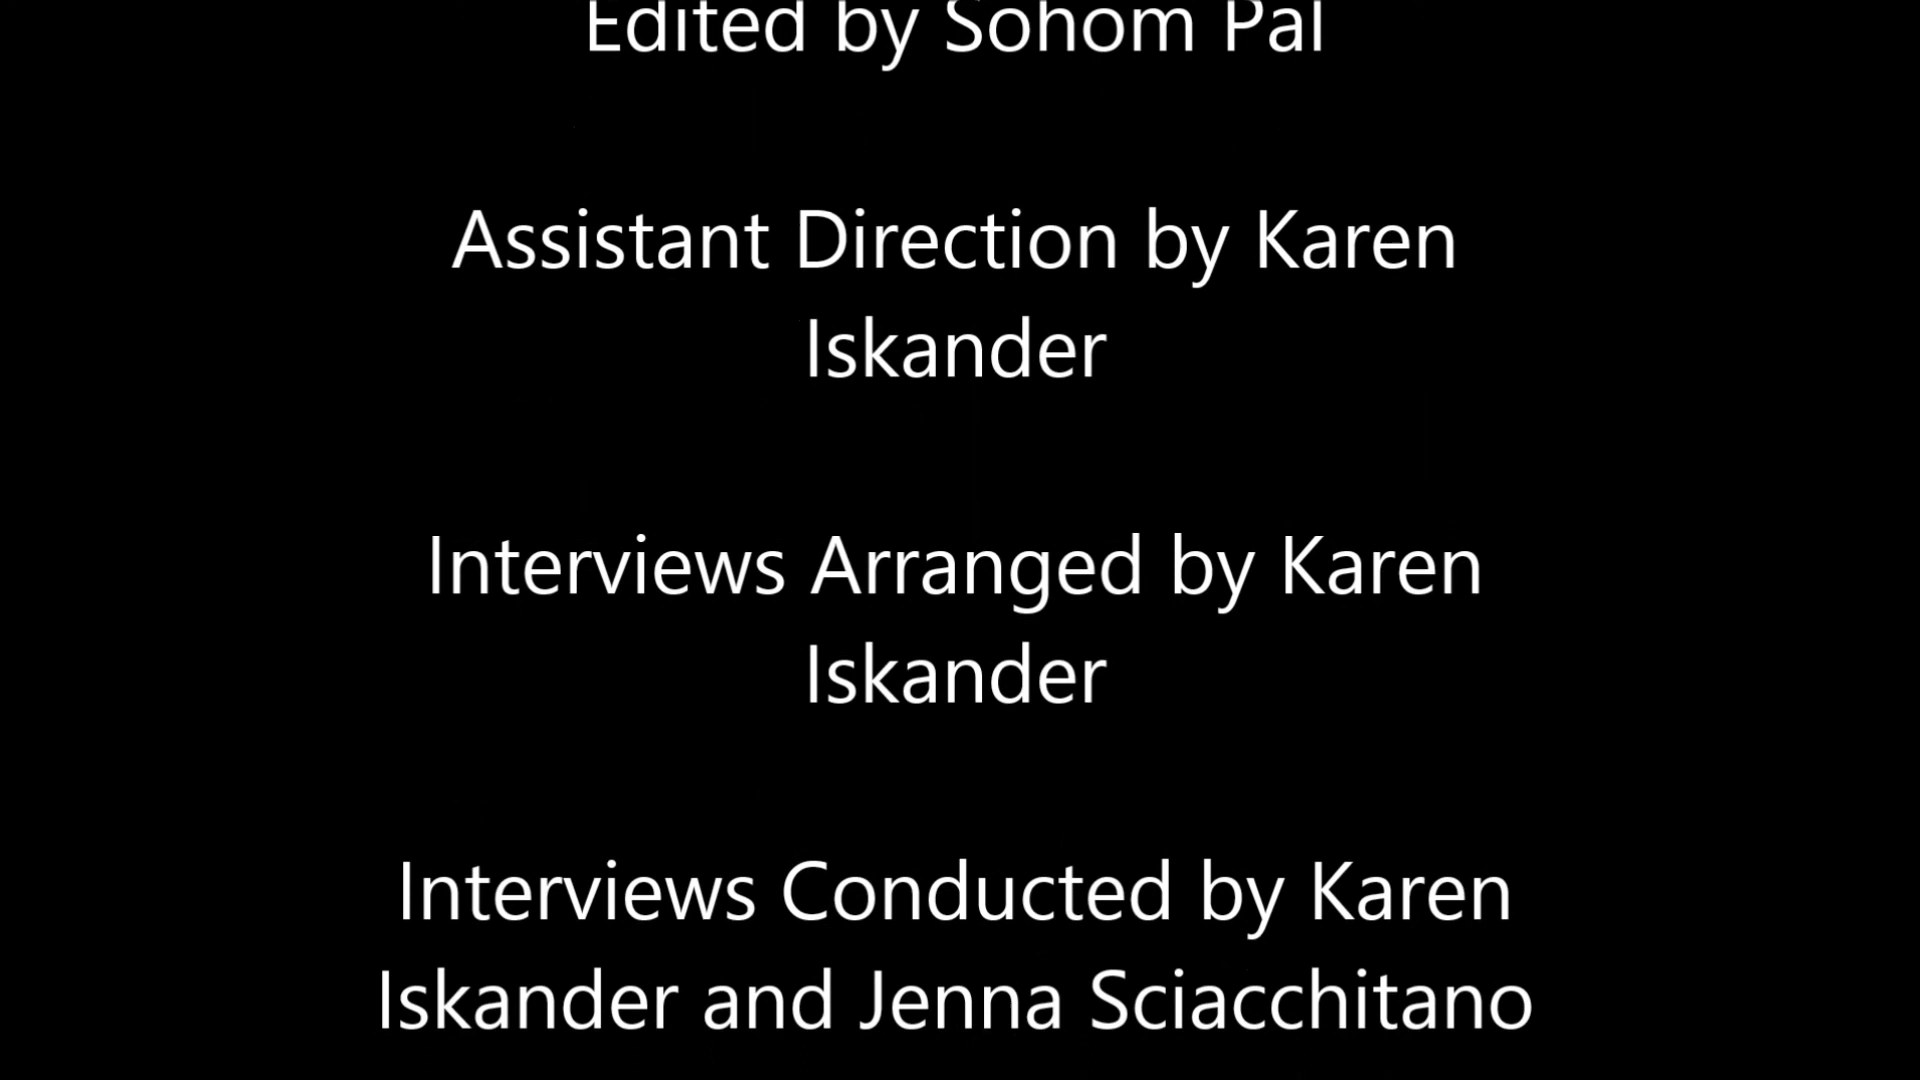 Edited by Sohom Pal
Assistant Direction by Karen
Iskander
Interviews Arranged by Karen
Iskander
Interviews Conducted by Karen
Iskander and Jenna Sciacchitano